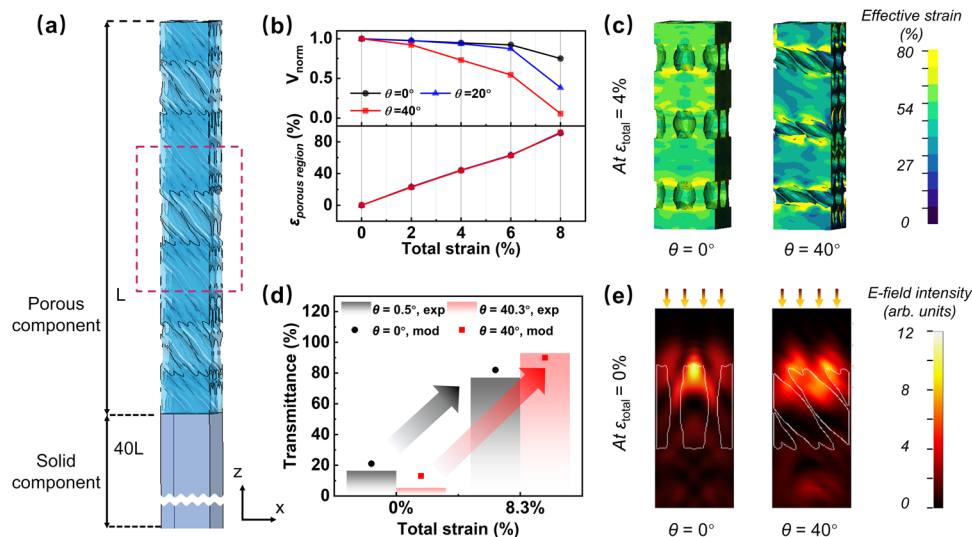 (a)
L
Porous
component
40L
Solid
component
z
x
(b)
V_norm
1.0
0.5
0.0
θ=0°
θ=20°
θ=40°
ε_porous region (%)
80
40
0
0 2 4 6 8
Total strain (%)
(c)
Effective strain
(%)
At ε_total = 4%
80
54
27
0
θ = 0°
θ = 40°
(d)
Transmittance (%)
120
100
80
60
40
20
0
θ = 0.5°, exp
θ = 40.3°, exp
θ = 0°, mod
θ = 40°, mod
0% 8.3%
Total strain (%)
(e)
E-field intensity
(arb. units)
At ε_total = 0%
12
8
4
0
θ = 0°
θ = 40°